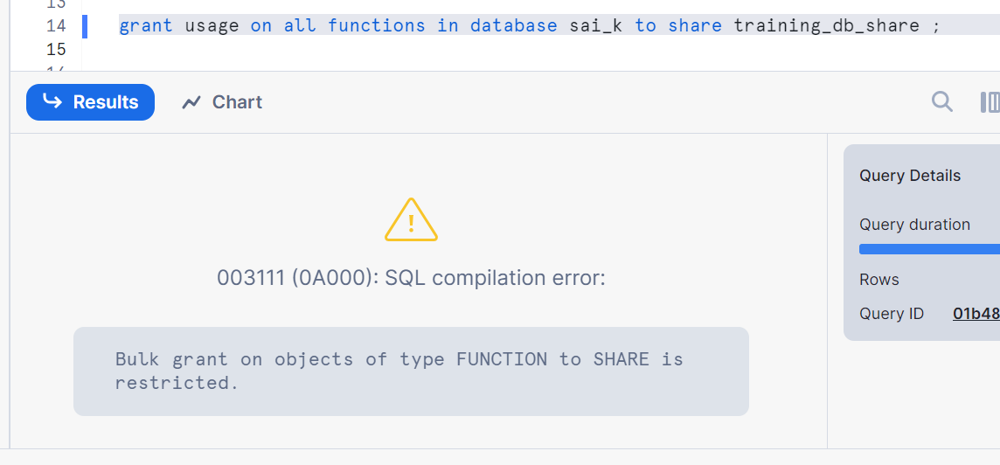 13
14 grant usage on all functions in database sai_k to share training_db_share ;
15
Results
Chart
003111 (0A000): SQL compilation error:
Bulk grant on objects of type FUNCTION to SHARE is
restricted.
Query Details
Query duration
Rows
Query ID 01b48